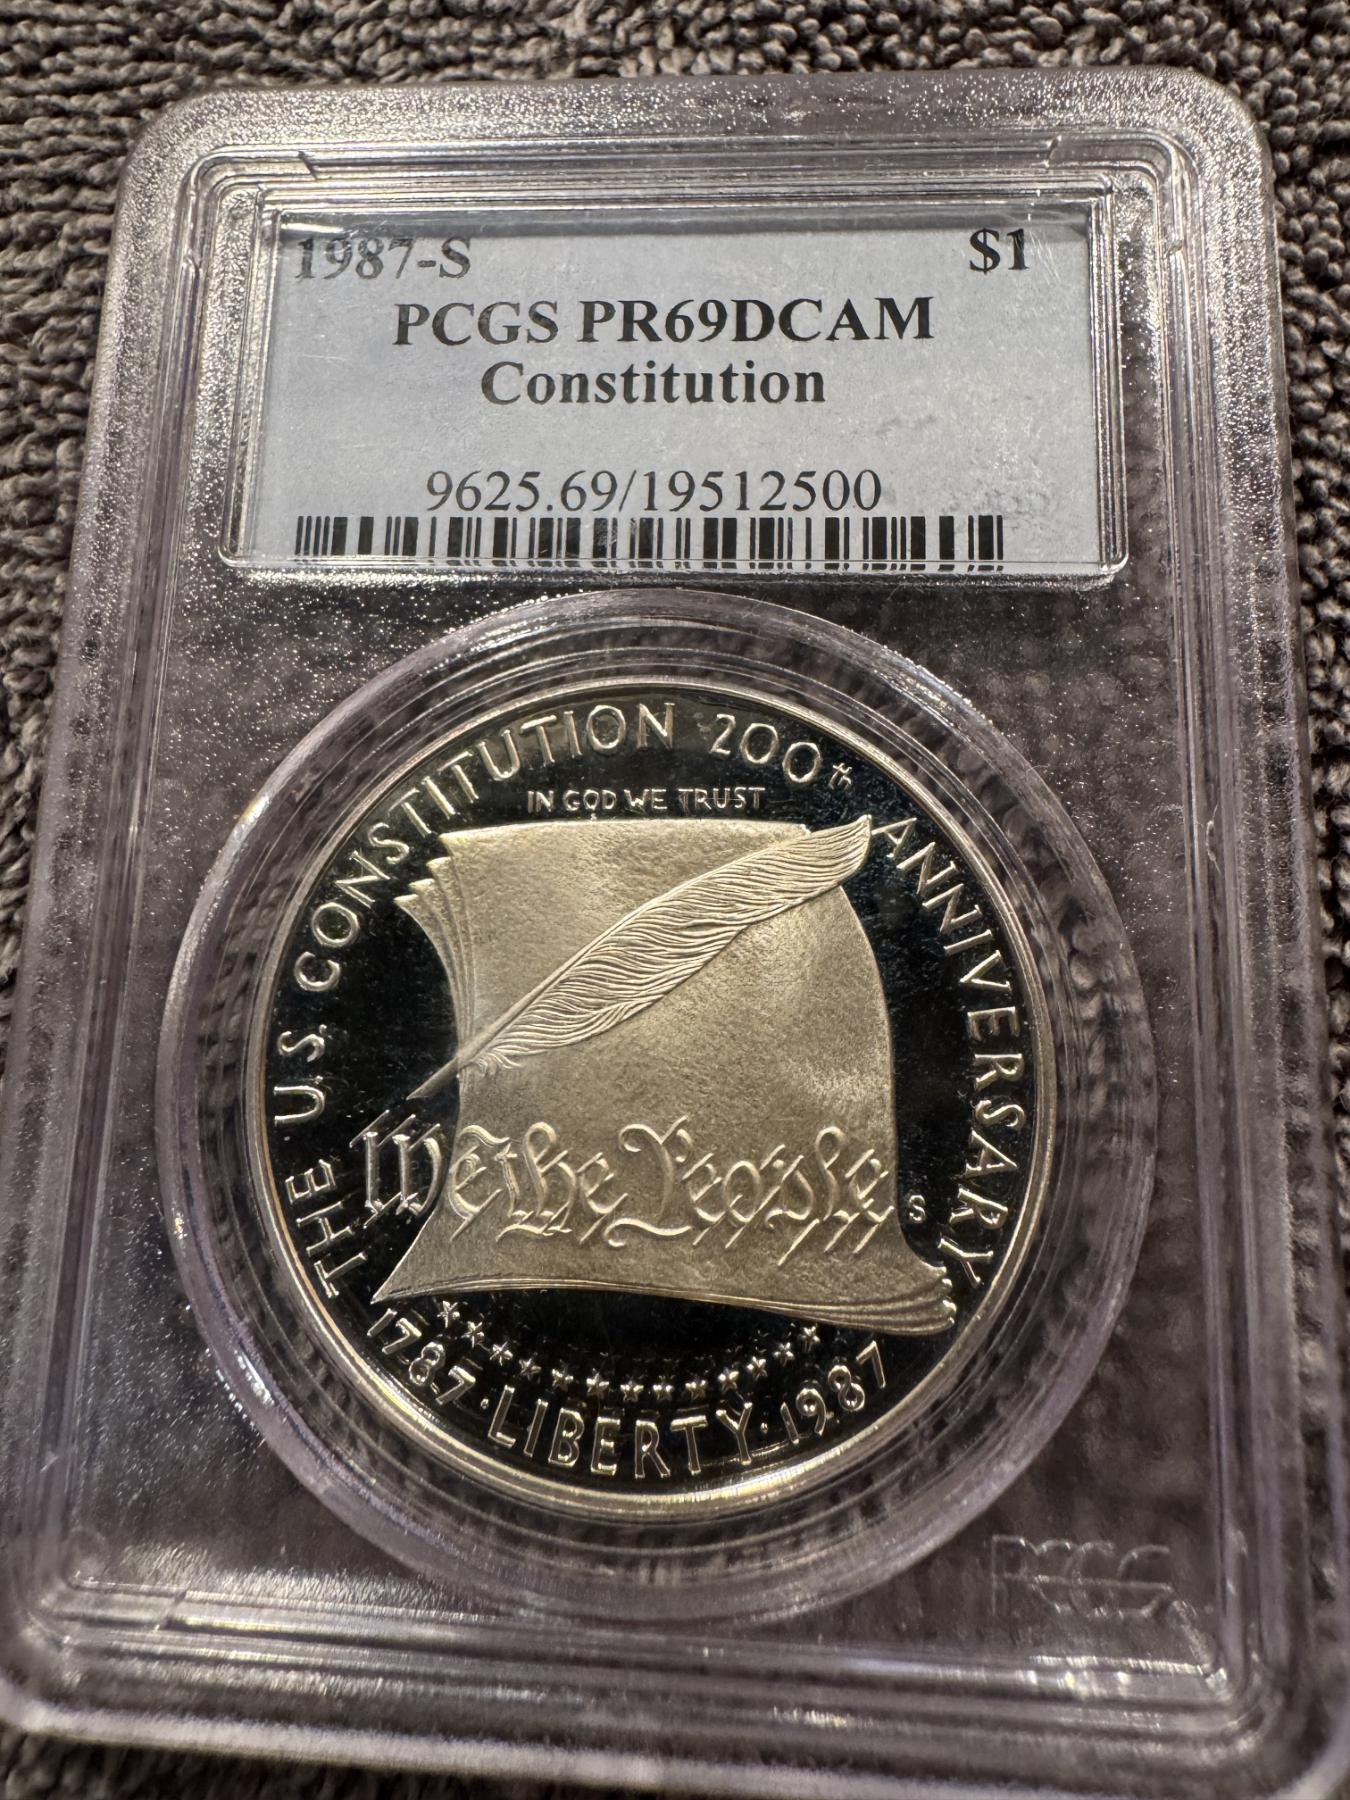 1987-S $1
PCGS PR69DCAM
Constitution
9625.69/19512500
THE U.S. CONSTITUTION 200th ANNIVERSARY
IN GOD WE TRUST
We the People
S
1787 · LIBERTY · 1987
PCGS